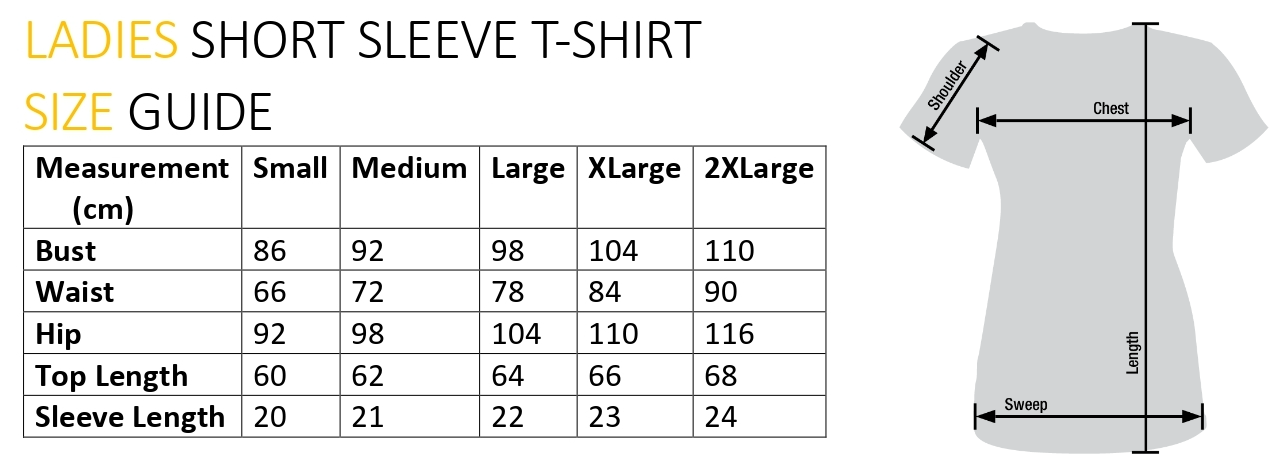 LADIES SHORT SLEEVE T-SHIRT
SIZE GUIDE
Measurement (cm) Small Medium Large XLarge 2XLarge
Bust 86 92 98 104 110
Waist 66 72 78 84 90
Hip 92 98 104 110 116
Top Length 60 62 64 66 68
Sleeve Length 20 21 22 23 24
Shoulder
Chest
Length
Sweep